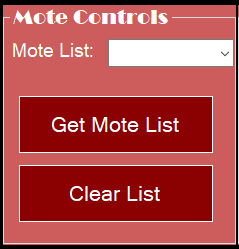 Mote Controls
Mote List:
Get Mote List
Clear List